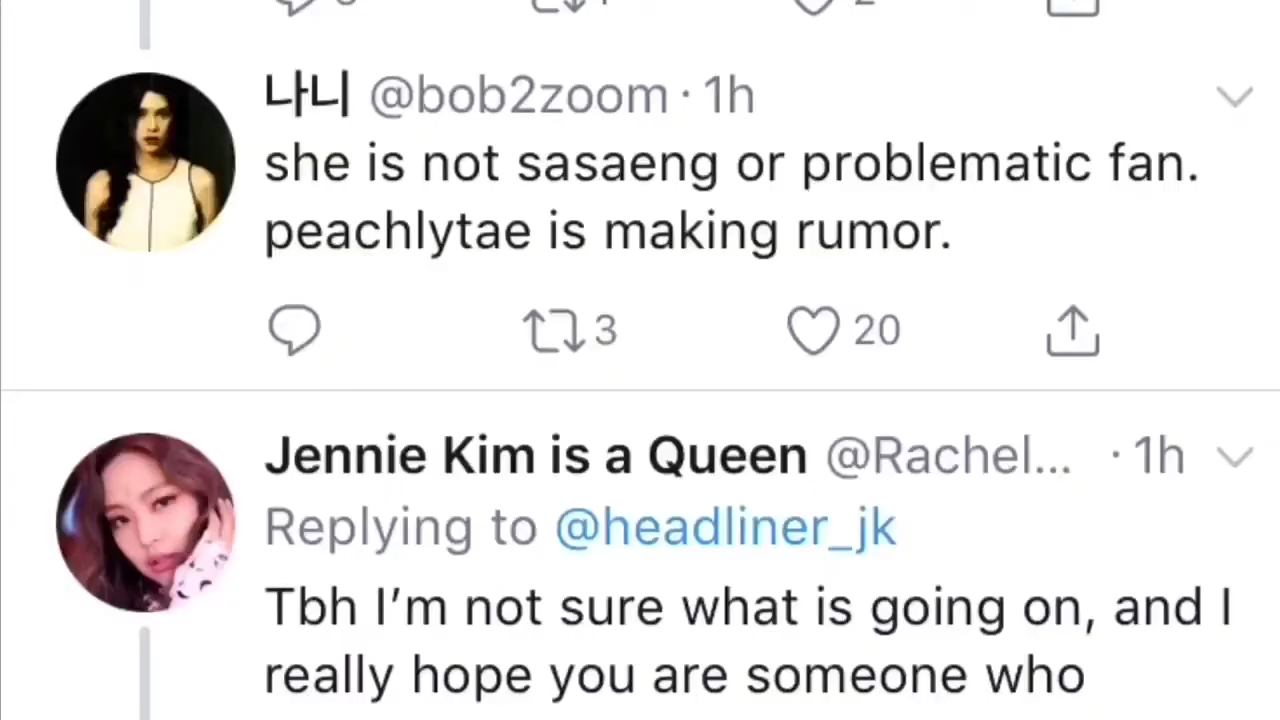 나니 @bob2zoom · 1h
she is not sasaeng or problematic fan.
peachlytae is making rumor.
3 20
Jennie Kim is a Queen @Rachel... · 1h
Replying to @headliner_jk
Tbh I’m not sure what is going on, and I
really hope you are someone who